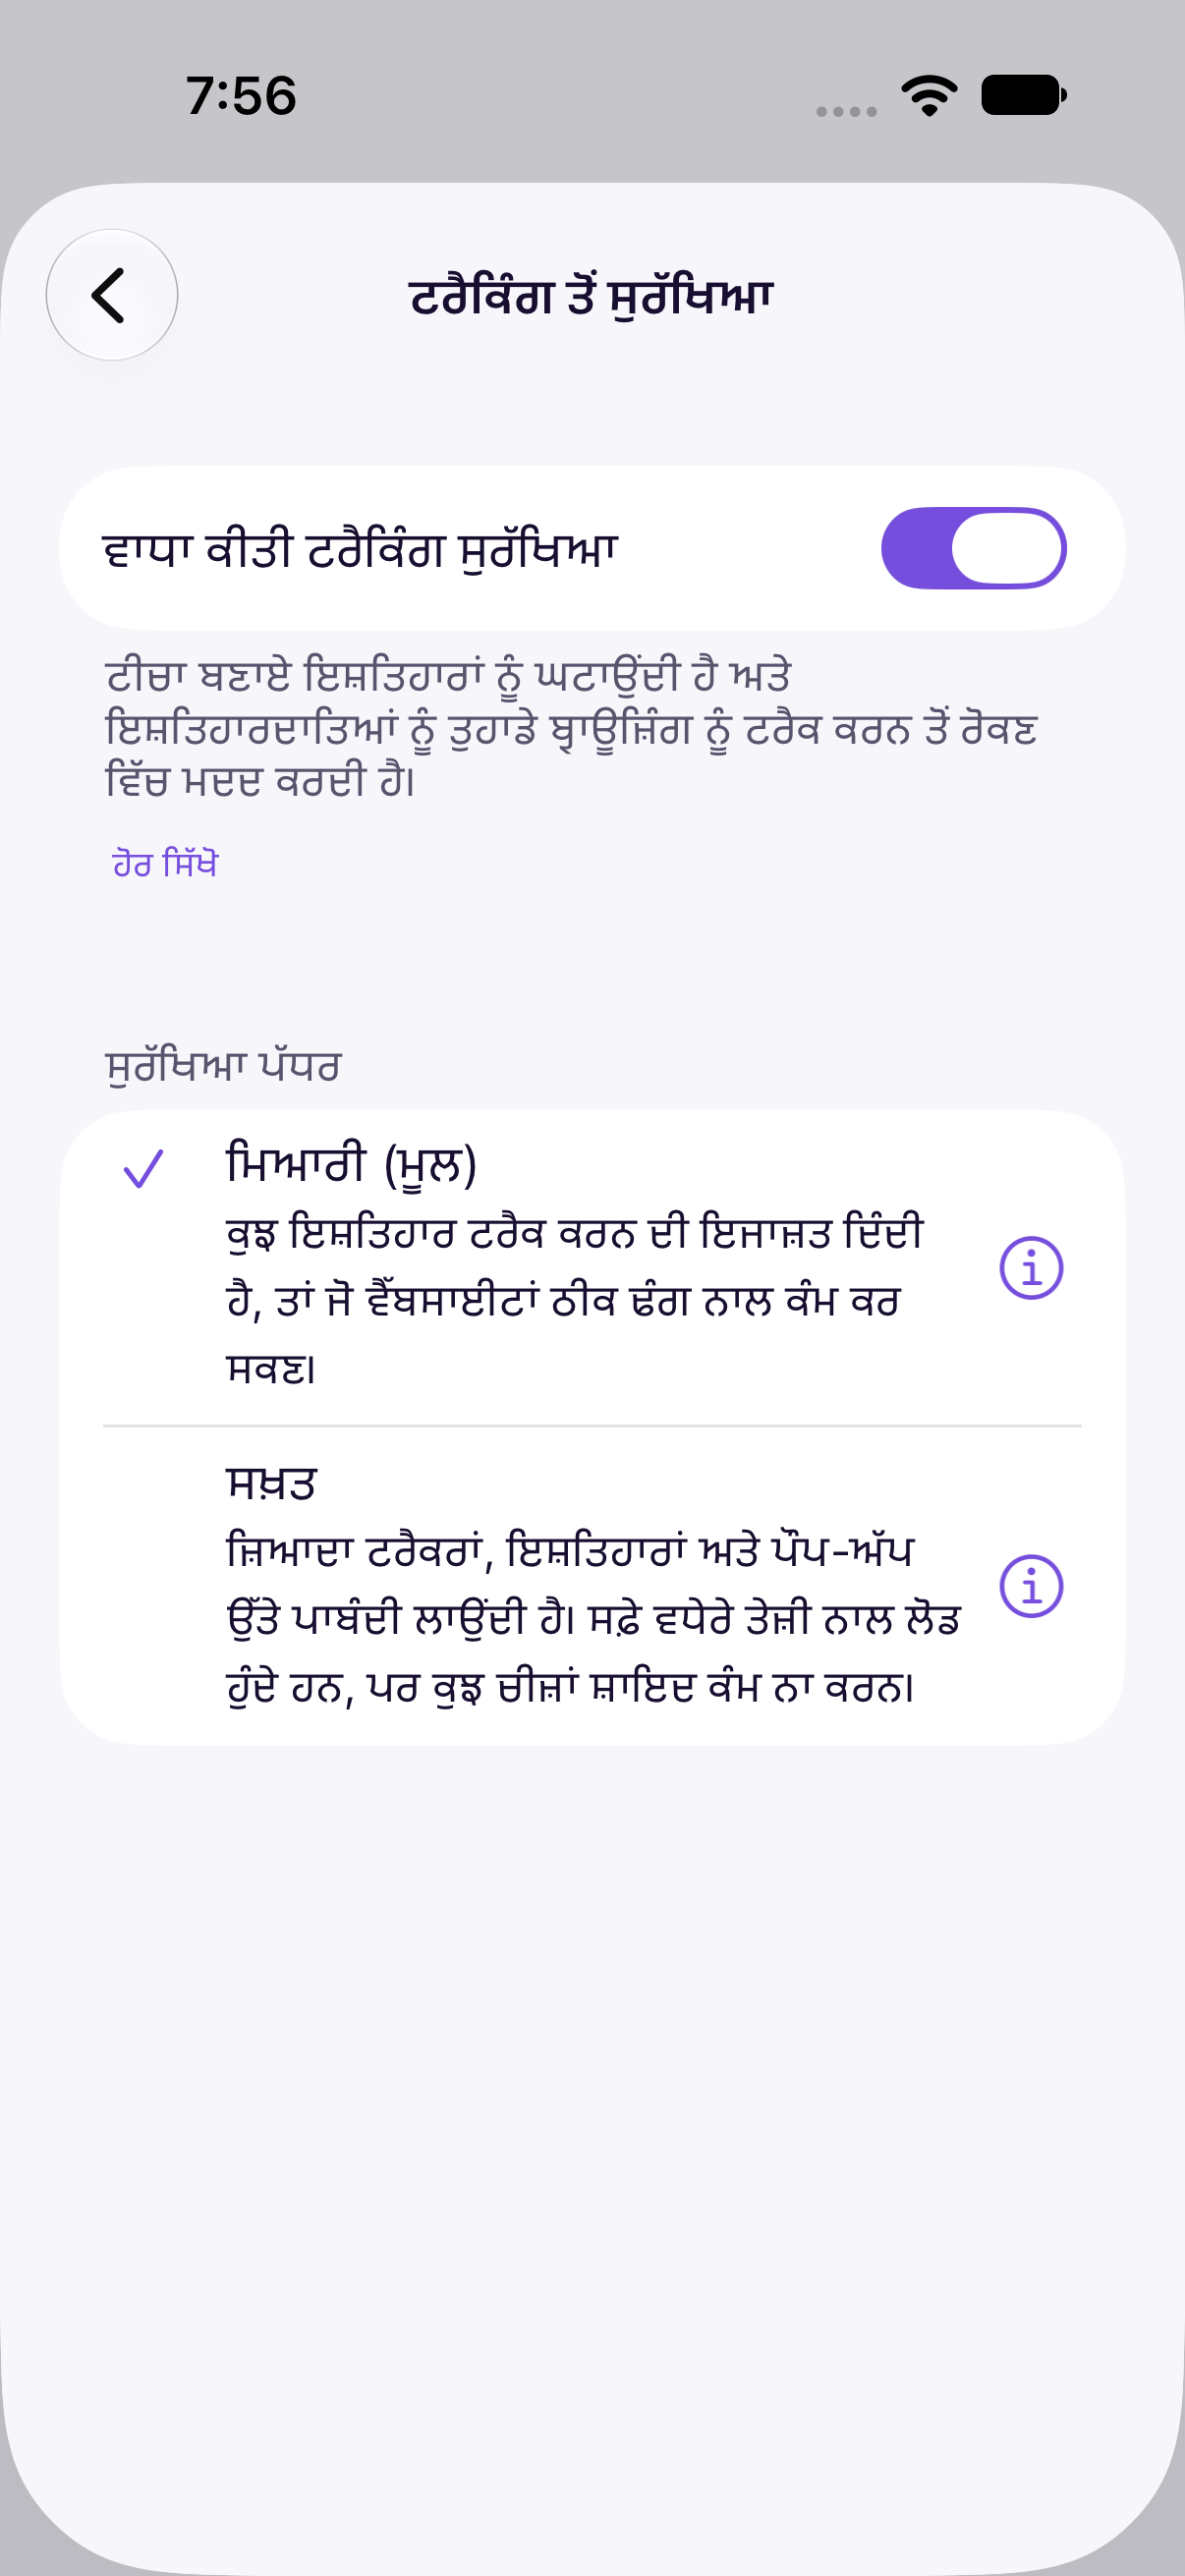 7:56
ਟਰੈਕਿੰਗ ਤੋਂ ਸੁਰੱਖਿਆ
ਵਾਧਾ ਕੀਤੀ ਟਰੈਕਿੰਗ ਸੁਰੱਖਿਆ
ਟੀਚਾ ਬਣਾਏ ਇਸ਼ਤਿਹਾਰਾਂ ਨੂੰ ਘਟਾਉਂਦੀ ਹੈ ਅਤੇ
ਇਸ਼ਤਿਹਾਰਦਾਤਿਆਂ ਨੂੰ ਤੁਹਾਡੇ ਬ੍ਰਾਊਜ਼ਿੰਗ ਨੂੰ ਟਰੈਕ ਕਰਨ ਤੋਂ ਰੋਕਣ
ਵਿੱਚ ਮਦਦ ਕਰਦੀ ਹੈ।
ਹੋਰ ਸਿੱਖੋ
ਸੁਰੱਖਿਆ ਪੱਧਰ
ਮਿਆਰੀ (ਮੂਲ)
ਕੁਝ ਇਸ਼ਤਿਹਾਰ ਟਰੈਕ ਕਰਨ ਦੀ ਇਜਾਜ਼ਤ ਦਿੰਦੀ
ਹੈ, ਤਾਂ ਜੋ ਵੈੱਬਸਾਈਟਾਂ ਠੀਕ ਢੰਗ ਨਾਲ ਕੰਮ ਕਰ
ਸਕਣ।
ਸਖ਼ਤ
ਜ਼ਿਆਦਾ ਟਰੈਕਰਾਂ, ਇਸ਼ਤਿਹਾਰਾਂ ਅਤੇ ਪੌਪ-ਅੱਪ
ਉੱਤੇ ਪਾਬੰਦੀ ਲਾਉਂਦੀ ਹੈ। ਸਫ਼ੇ ਵਧੇਰੇ ਤੇਜ਼ੀ ਨਾਲ ਲੋਡ
ਹੁੰਦੇ ਹਨ, ਪਰ ਕੁਝ ਚੀਜ਼ਾਂ ਸ਼ਾਇਦ ਕੰਮ ਨਾ ਕਰਨ।